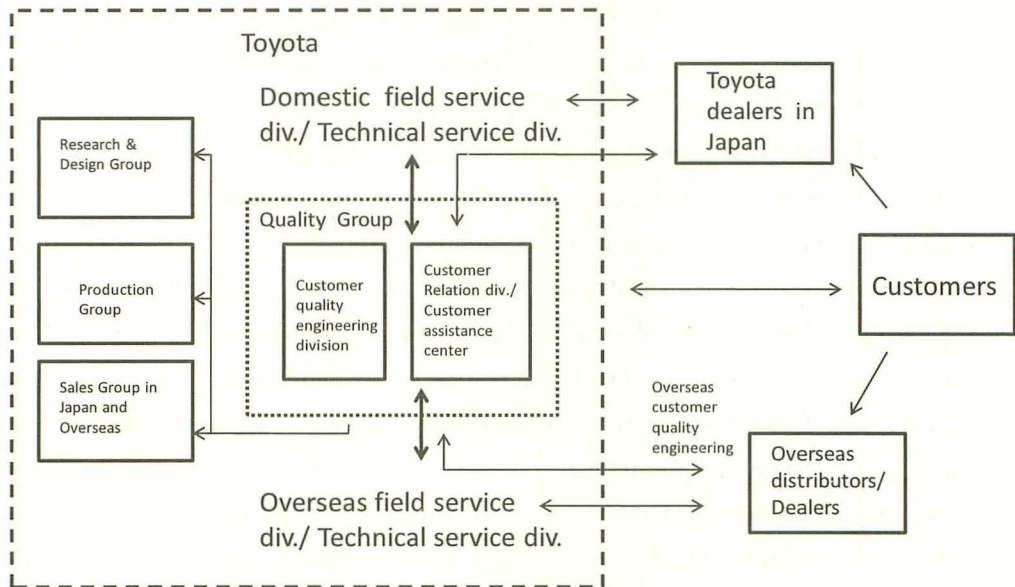 Toyota
Domestic field service
div./ Technical service div.
Toyota
dealers in
Japan
Research &
Design Group
Quality Group
Customer
quality
engineering
division
Customer
Relation div./
Customer
assistance
center
Production
Group
Customers
Sales Group in
Japan and
Overseas
Overseas
customer
quality
engineering
Overseas
distributors/
Dealers
Overseas field service
div./ Technical service div.